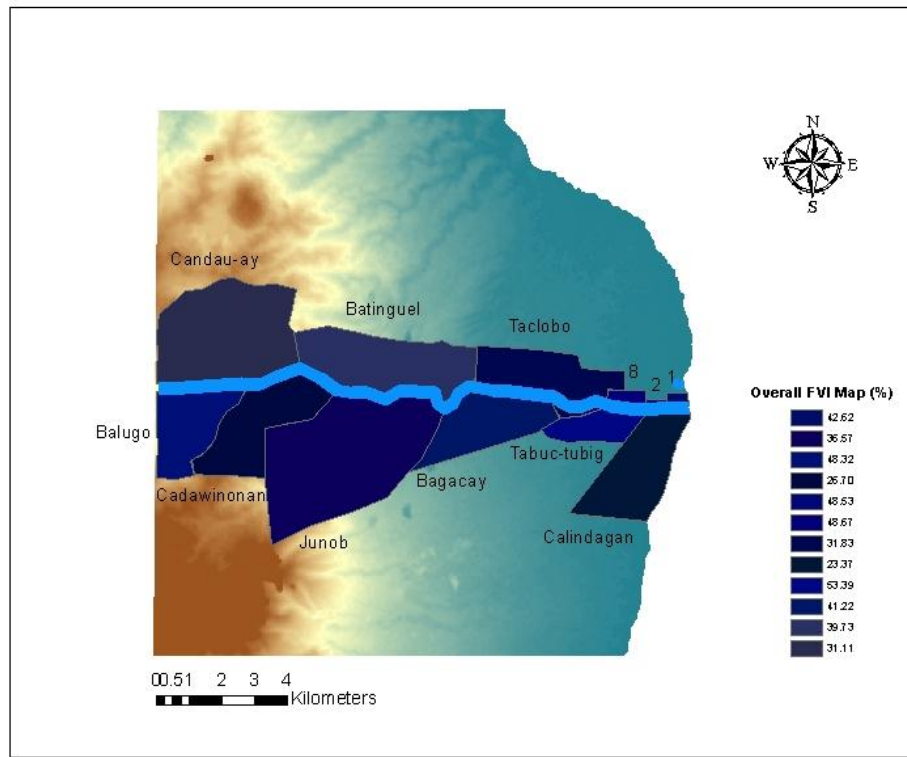 N
W E
S
Candau-ay
Batinguel
Taclobo
8
2
1
Overall FVI Map (%)
42.62
36.57
48.32
26.70
48.53
48.67
31.83
23.37
53.39
41.22
39.73
31.11
Balugo
Tabuc-tubig
Bagacay
Cadawinonan
Calindagan
Junob
00.51 2 3 4
Kilometers